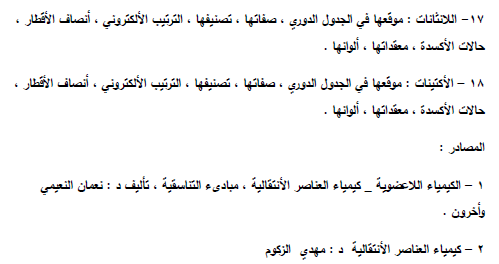 ١٧– اللانثانات : موقعها في الجدول الدوري ، صفاتها ، تصنيفها ، الترتيب الألكتروني ، أنصاف الأقطار ،
حالات الأكسدة ، معقداتها ، ألوانها .
١٨ – الأكتينات : موقعها في الجدول الدوري ، صفاتها ، تصنيفها ، الترتيب الألكتروني ، أنصاف الأقطار ،
حالات الأكسدة ، معقداتها ، ألوانها .
المصادر :
١ – الكيمياء اللاعضوية _ كيمياء العناصر الأنتقالية ، مبادىء التناسقية ، تأليف د : نعمان النعيمي
وأخرون .
٢ – كيمياء العناصر الأنتقالية د : مهدي الزكوم